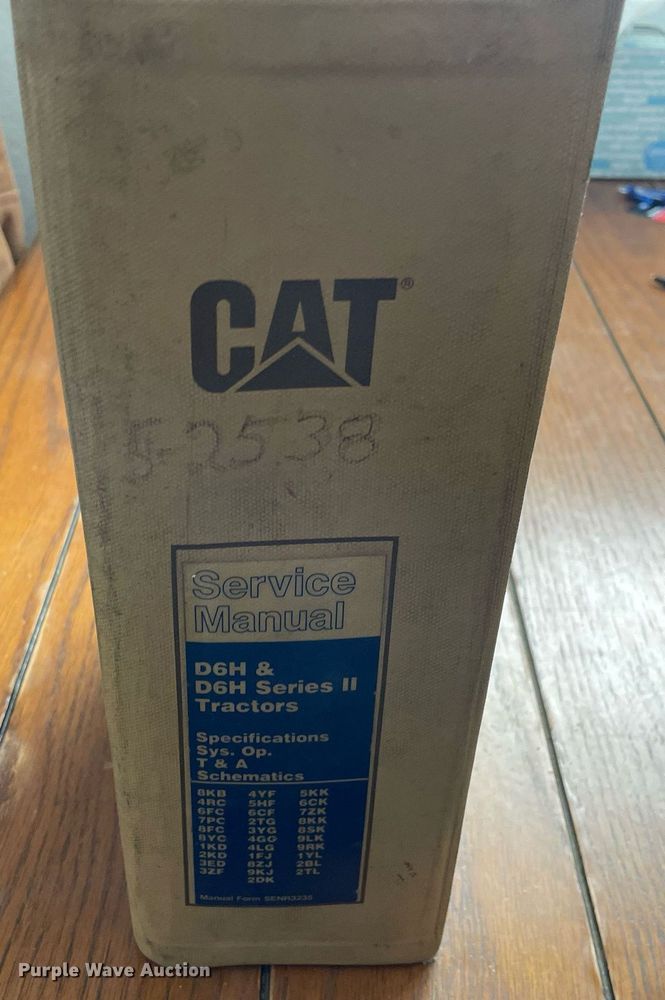 CAT®
5-2538
Service
Manual
D6H &
D6H Series II
Tractors
Specifications
Sys. Op.
T & A
Schematics
8KB 4YF 5KK
4RC 5HF 6CK
6FC 6CF 7ZK
7PC 2TG 8KK
8FC 3YG 8SK
8YC 4GG 9LK
1KD 4LG 9RK
2KD 1FJ 1YL
3ED 8ZJ 2BL
3ZF 9KJ 2TL
2DK
Manual Form SENR3235
Purple Wave Auction